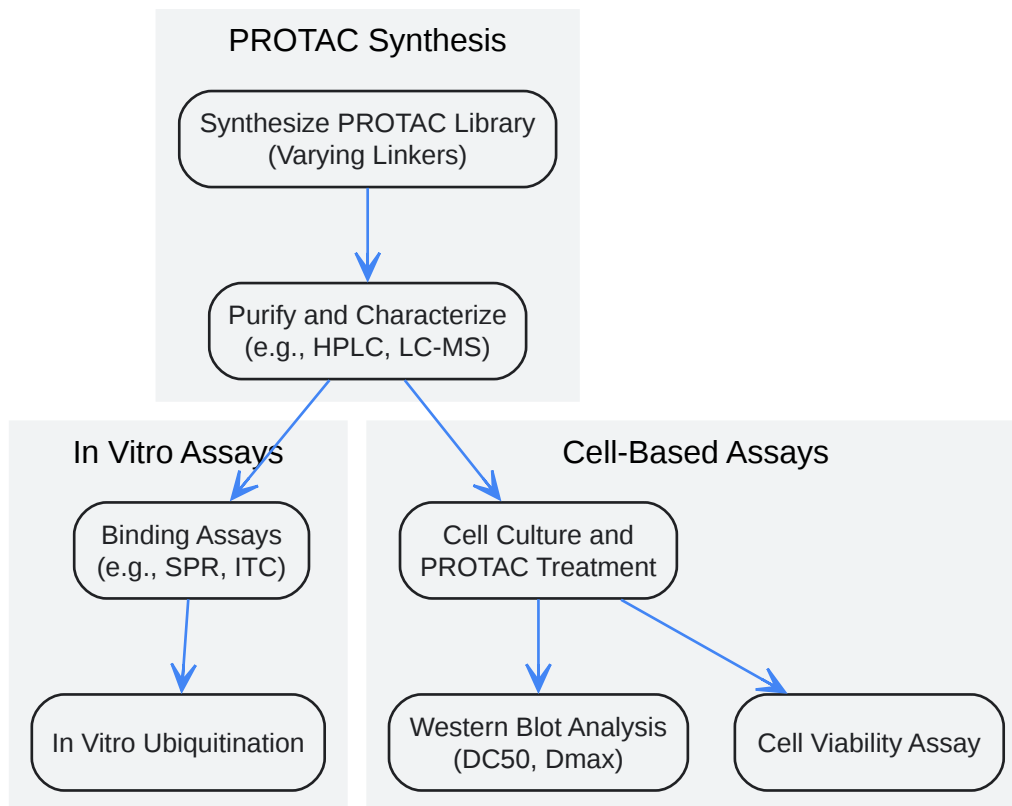 PROTAC Synthesis
Synthesize PROTAC Library
(Varying Linkers)
Purify and Characterize
(e.g., HPLC, LC-MS)
In Vitro Assays
Binding Assays
(e.g., SPR, ITC)
In Vitro Ubiquitination
Cell-Based Assays
Cell Culture and
PROTAC Treatment
Western Blot Analysis
(DC50, Dmax)
Cell Viability Assay